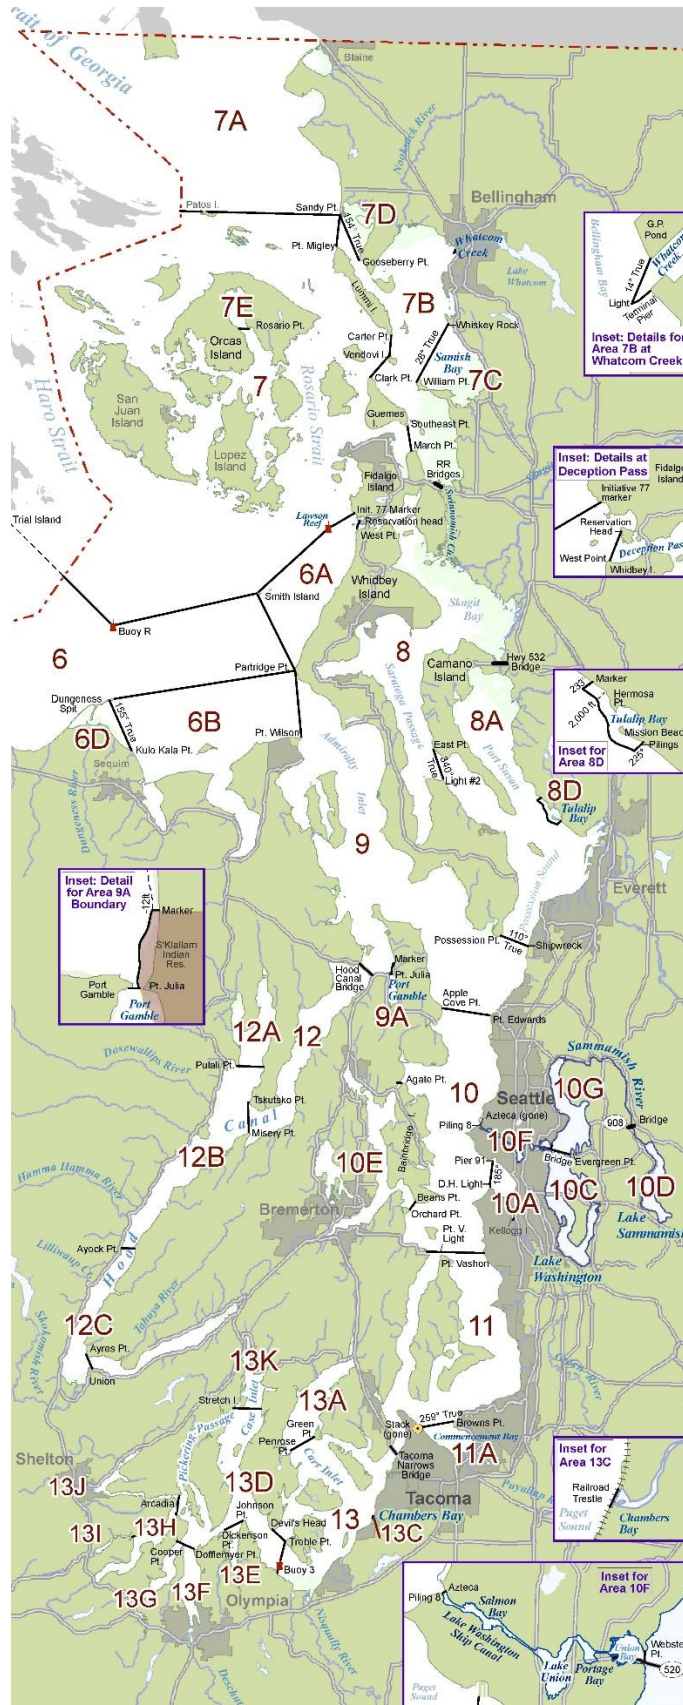 Strait of Georgia
Blaine
7A
Nooksack River
Patos I.
Sandy Pt.
7D
154° True
Bellingham
Pt. Migley
Gooseberry Pt.
Whatcom
Creek
Lake
Whatcom
Lummi I.
7B
7E
Rosario Pt.
Orcas
Island
Carter Pt.
Whiskey Rock
Vendovi I.
28° True
Samish
Bay
Clark Pt.
William Pt.
7C
7
San
Juan
Island
Lopez
Island
Haro Strait
Rosario Strait
Guemes
I.
Southeast Pt.
March Pt.
RR
Bridges
Fidalgo
Island
Swinomish Ch.
Trial Island
Lawson
Reef
Init. 77 Marker
Reservation head
West Pt.
6A
Whidbey
Island
Smith Island
Buoy R
Skagit
Bay
6
8
Camano
Island
Hwy 532
Bridge
Partridge Pt.
Dungeness
Spit
155° True
6B
Pt. Wilson
6D
Kulo Kala Pt.
Sequim
Dungeness River
Saratoga Passage
8A
East Pt.
340°
True
Light #2
Port Susan
8D
Tulalip
Bay
Admiralty
Inlet
9
Possession Sound
Everett
Possession Pt.
110°
True
Shipwreck
Hood
Canal
Bridge
Marker
Pt. Julia
Port
Gamble
9A
Apple
Cove Pt.
Pt. Edwards
12A
12
Dosewallips River
Pulali Pt.
Tskutsko Pt.
Misery Pt.
Canal
12B
Hood
Hamma Hamma River
Agate Pt.
10
Seattle
Azteca (gone)
Piling 8
10F
10G
Sammamish
River
908
Bridge
Bridge
Evergreen Pt.
10C
10D
Lake
Sammamish
Pier 91
185°
D.H. Light
10A
Kellogg I.
Lake
Washington
Bainbridge I.
10E
Beans Pt.
Orchard Pt.
Bremerton
Pt. V.
Light
Pt. Vashon
Ayock Pt.
Lilliwaup Cr.
Tahuya River
Skokomish River
12C
Ayres Pt.
Union
11
13K
Stretch I.
Case Inlet
Pickering Passage
13A
Green Pt.
Penrose Pt.
Carr Inlet
Stack
(gone)
259° True
Browns Pt.
Commencement Bay
11A
Tacoma
Narrows
Bridge
Tacoma
Chambers Bay
13C
Shelton
13J
13I
Arcadia
13H
Cooper
Pt.
13D
Johnson
Pt.
Dickenson
Pt.
Dofflemyer Pt.
Devil's Head
Treble Pt.
13
13G
13F
13E
Buoy 3
Olympia
Nisqually River
G.P.
Pond
Bellingham Bay
14° True
Whatcom
Creek
Light
Terminal
Pier
Inset: Details for
Area 7B at
Whatcom Creek
Inset: Details at
Deception Pass
Fidalgo
Island
Initiative 77
marker
Reservation
Head
West Point
Deception Pass
Whidbey I.
233°
Marker
Hermosa
Pt.
2,000 ft.
Tulalip Bay
Mission Beach
Pilings
225°
Inset for
Area 8D
Inset: Detail
for Area 9A
Boundary
-12ft
Marker
S'Klallam
Indian
Res.
Port
Gamble
Pt. Julia
Port
Gamble
Inset for
Area 13C
Railroad
Trestle
Puget
Sound
Chambers
Bay
Inset for
Area 10F
Azteca
Piling 8
Salmon
Bay
Lake Washington
Ship Canal
Lake
Union
Portage
Bay
Union
Bay
Webster
Pt.
520
Puget
Sound